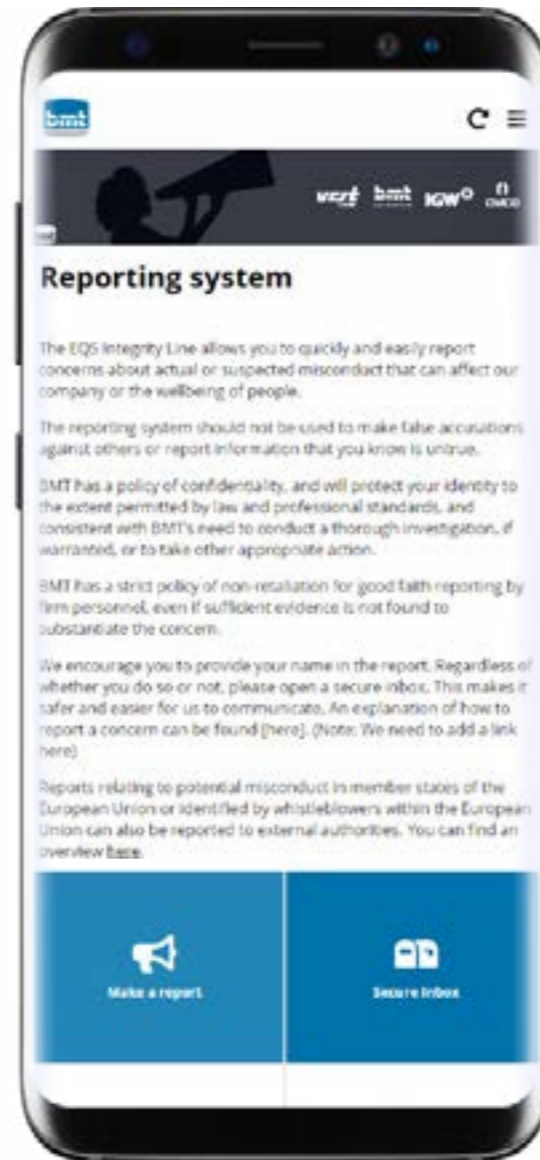 bmt
vcst bmt IGW
Reporting system
The EQS Integrity Line allows you to quickly and easily report
concerns about actual or suspected misconduct that can affect our
company or the wellbeing of people.
The reporting system should not be used to make false accusations
against others or report information that you know is untrue.
BMT has a policy of confidentiality, and will protect your identity to
the extent permitted by law and professional standards, and
consistent with BMT's need to conduct a thorough investigation, if
warranted, or to take other appropriate action.
BMT has a strict policy of non-retaliation for good faith reporting by
firm personnel, even if sufficient evidence is not found to
substantiate the concern.
We encourage you to provide your name in the report. Regardless of
whether you do so or not, please open a secure inbox. This makes it
safer and easier for us to communicate. An explanation of how to
report a concern can be found [here]. (Note: We need to add a link
here)
Reports relating to potential misconduct in member states of the
European Union or identified by whistleblowers within the European
Union can also be reported to external authorities. You can find an
overview here.
Make a report
Secure Inbox